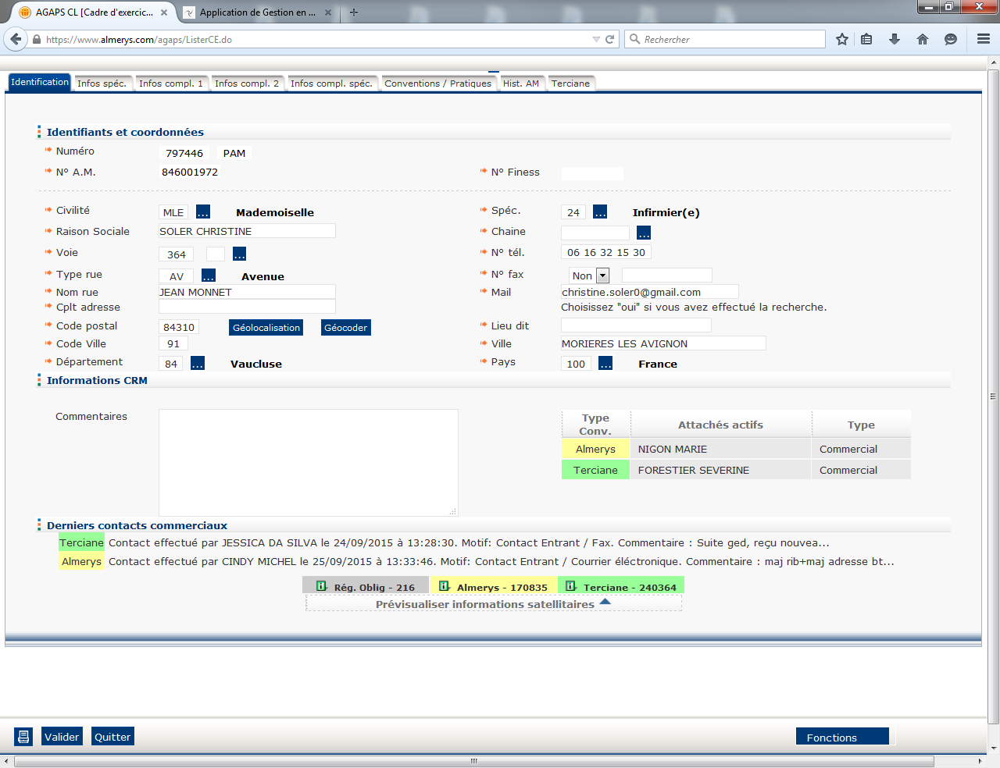 AGAPS CL [Cadre d'exercic...
Application de Gestion en ...
https://www.almerys.com/agaps/ListerCE.do
Rechercher
Identification
Infos spéc.
Infos compl. 1
Infos compl. 2
Infos compl. spéc.
Conventions / Pratiques
Hist. AM
Terciane
Identifiants et coordonnées
Numéro 797446 PAM
N° A.M. 846001972 N° Finess
Civilité MLE ... Mademoiselle Spéc. 24 ... Infirmier(e)
Raison Sociale SOLER CHRISTINE Chaine ...
Voie 364 ... N° tél. 06 16 32 15 30
Type rue AV ... Avenue N° fax Non
Nom rue JEAN MONNET Mail christine.soler0@gmail.com
Cplt adresse Choisissez "oui" si vous avez effectué la recherche.
Code postal 84310 Géolocalisation Géocoder Lieu dit
Code Ville 91 Ville MORIERES LES AVIGNON
Département 84 ... Vaucluse Pays 100 ... France
Informations CRM
Commentaires
Type Conv. Attachés actifs Type
Almerys NIGON MARIE Commercial
Terciane FORESTIER SEVERINE Commercial
Derniers contacts commerciaux
Terciane Contact effectué par JESSICA DA SILVA le 24/09/2015 à 13:28:30. Motif: Contact Entrant / Fax. Commentaire : Suite ged, reçu nouvea...
Almerys Contact effectué par CINDY MICHEL le 25/09/2015 à 13:33:46. Motif: Contact Entrant / Courrier éléctronique. Commentaire : maj rib+maj adresse bt...
Rég. Oblig - 216 Almerys - 170835 Terciane - 240364
Prévisualiser informations satellitaires
Valider Quitter Fonctions